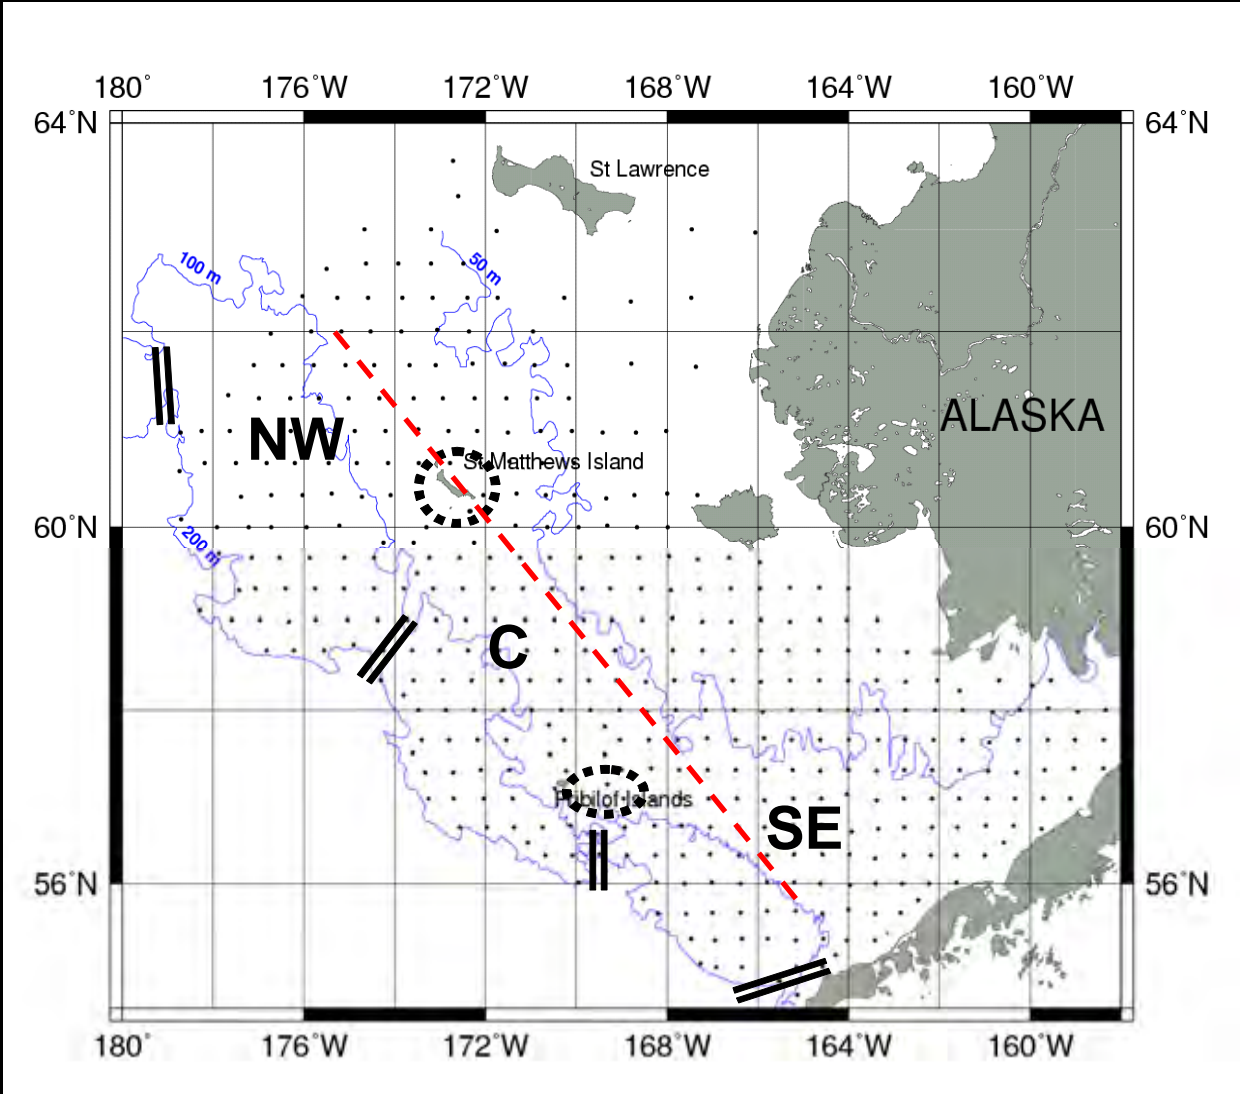 180° 176°W 172°W 168°W 164°W 160°W
64°N 64°N
St Lawrence
100 m 50 m
ALASKA
NW
St Matthews Island
60°N 60°N
200 m
C
Pribilof Islands
SE
56°N 56°N
180° 176°W 172°W 168°W 164°W 160°W